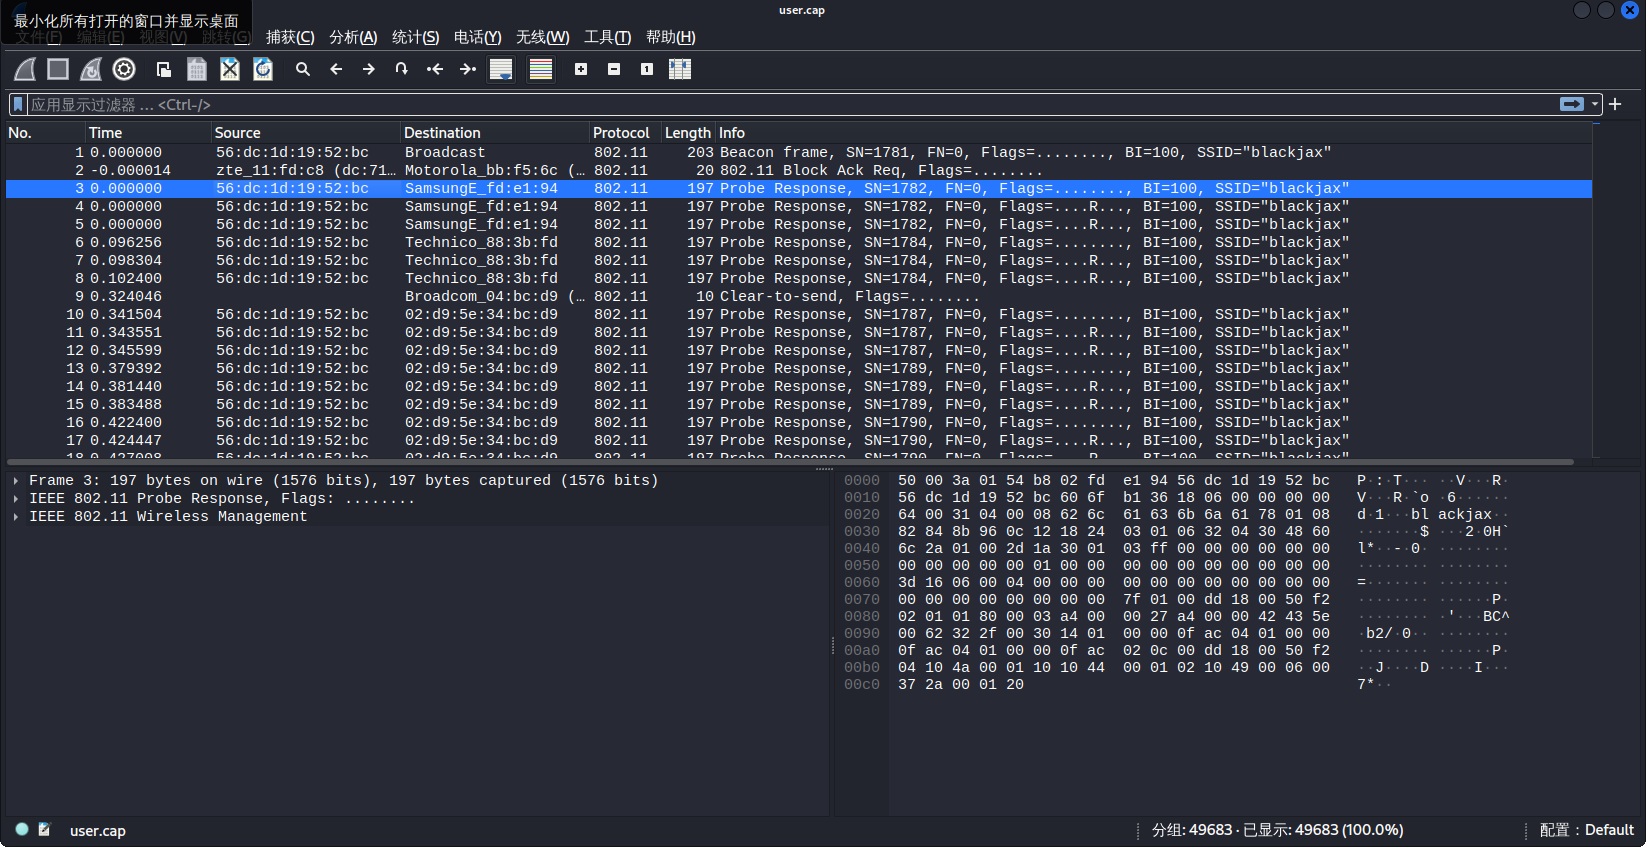 user.cap
最小化所有打开的窗口并显示桌面
文件(F) 编辑(E) 视图(V) 跳转(G) 捕获(C) 分析(A) 统计(S) 电话(Y) 无线(W) 工具(T) 帮助(H)
应用显示过滤器 … <Ctrl-/>
No. Time Source Destination Protocol Length Info
1 0.000000 56:dc:1d:19:52:bc Broadcast 802.11 203 Beacon frame, SN=1781, FN=0, Flags=........, BI=100, SSID="blackjax"
2 -0.000014 zte_11:fd:c8 (dc:71… Motorola_bb:f5:6c (… 802.11 20 802.11 Block Ack Req, Flags=........
3 0.000000 56:dc:1d:19:52:bc SamsungE_fd:e1:94 802.11 197 Probe Response, SN=1782, FN=0, Flags=........, BI=100, SSID="blackjax"
4 0.000000 56:dc:1d:19:52:bc SamsungE_fd:e1:94 802.11 197 Probe Response, SN=1782, FN=0, Flags=....R..., BI=100, SSID="blackjax"
5 0.000000 56:dc:1d:19:52:bc SamsungE_fd:e1:94 802.11 197 Probe Response, SN=1782, FN=0, Flags=....R..., BI=100, SSID="blackjax"
6 0.096256 56:dc:1d:19:52:bc Technico_88:3b:fd 802.11 197 Probe Response, SN=1784, FN=0, Flags=........, BI=100, SSID="blackjax"
7 0.098304 56:dc:1d:19:52:bc Technico_88:3b:fd 802.11 197 Probe Response, SN=1784, FN=0, Flags=....R..., BI=100, SSID="blackjax"
8 0.102400 56:dc:1d:19:52:bc Technico_88:3b:fd 802.11 197 Probe Response, SN=1784, FN=0, Flags=....R..., BI=100, SSID="blackjax"
9 0.324046 Broadcom_04:bc:d9 (… 802.11 10 Clear-to-send, Flags=........
10 0.341504 56:dc:1d:19:52:bc 02:d9:5e:34:bc:d9 802.11 197 Probe Response, SN=1787, FN=0, Flags=........, BI=100, SSID="blackjax"
11 0.343551 56:dc:1d:19:52:bc 02:d9:5e:34:bc:d9 802.11 197 Probe Response, SN=1787, FN=0, Flags=....R..., BI=100, SSID="blackjax"
12 0.345599 56:dc:1d:19:52:bc 02:d9:5e:34:bc:d9 802.11 197 Probe Response, SN=1787, FN=0, Flags=....R..., BI=100, SSID="blackjax"
13 0.379392 56:dc:1d:19:52:bc 02:d9:5e:34:bc:d9 802.11 197 Probe Response, SN=1789, FN=0, Flags=........, BI=100, SSID="blackjax"
14 0.381440 56:dc:1d:19:52:bc 02:d9:5e:34:bc:d9 802.11 197 Probe Response, SN=1789, FN=0, Flags=....R..., BI=100, SSID="blackjax"
15 0.383488 56:dc:1d:19:52:bc 02:d9:5e:34:bc:d9 802.11 197 Probe Response, SN=1789, FN=0, Flags=....R..., BI=100, SSID="blackjax"
16 0.422400 56:dc:1d:19:52:bc 02:d9:5e:34:bc:d9 802.11 197 Probe Response, SN=1790, FN=0, Flags=........, BI=100, SSID="blackjax"
17 0.424447 56:dc:1d:19:52:bc 02:d9:5e:34:bc:d9 802.11 197 Probe Response, SN=1790, FN=0, Flags=....R..., BI=100, SSID="blackjax"
18 0.427008 56:dc:1d:19:52:bc 02:d9:5e:34:bc:d9 802.11 197 Probe Response, SN=1790, FN=0, Flags=....R..., BI=100, SSID="blackjax"
Frame 3: 197 bytes on wire (1576 bits), 197 bytes captured (1576 bits)
IEEE 802.11 Probe Response, Flags: ........
IEEE 802.11 Wireless Management
0000 50 00 3a 01 54 b8 02 fd e1 94 56 dc 1d 19 52 bc P·:·T··· ··V···R·
0010 56 dc 1d 19 52 bc 60 6f b1 36 18 06 00 00 00 00 V···R·`o ·6······
0020 64 00 31 04 00 08 62 6c 61 63 6b 6a 61 78 01 08 d·1···bl ackjax··
0030 82 84 8b 96 0c 12 18 24 03 01 06 32 04 30 48 60 ·······$ ···2·0H`
0040 6c 2a 01 00 2d 1a 30 01 03 ff 00 00 00 00 00 00 l*··-·0· ········
0050 00 00 00 00 00 01 00 00 00 00 00 00 00 00 00 00 ········ ········
0060 3d 16 06 00 04 00 00 00 00 00 00 00 00 00 00 00 =······· ········
0070 00 00 00 00 00 00 00 00 7f 01 00 dd 18 00 50 f2 ········ ······P·
0080 02 01 01 80 00 03 a4 00 00 27 a4 00 00 42 43 5e ········ ·'···BC^
0090 00 62 32 2f 00 30 14 01 00 00 0f ac 04 01 00 00 ·b2/·0·· ········
00a0 0f ac 04 01 00 00 0f ac 02 0c 00 dd 18 00 50 f2 ········ ······P·
00b0 04 10 4a 00 01 10 10 44 00 01 02 10 49 00 06 00 ··J····D ····I···
00c0 37 2a 00 01 20 7*··
user.cap
分组: 49683 · 已显示: 49683 (100.0%)
配置：Default